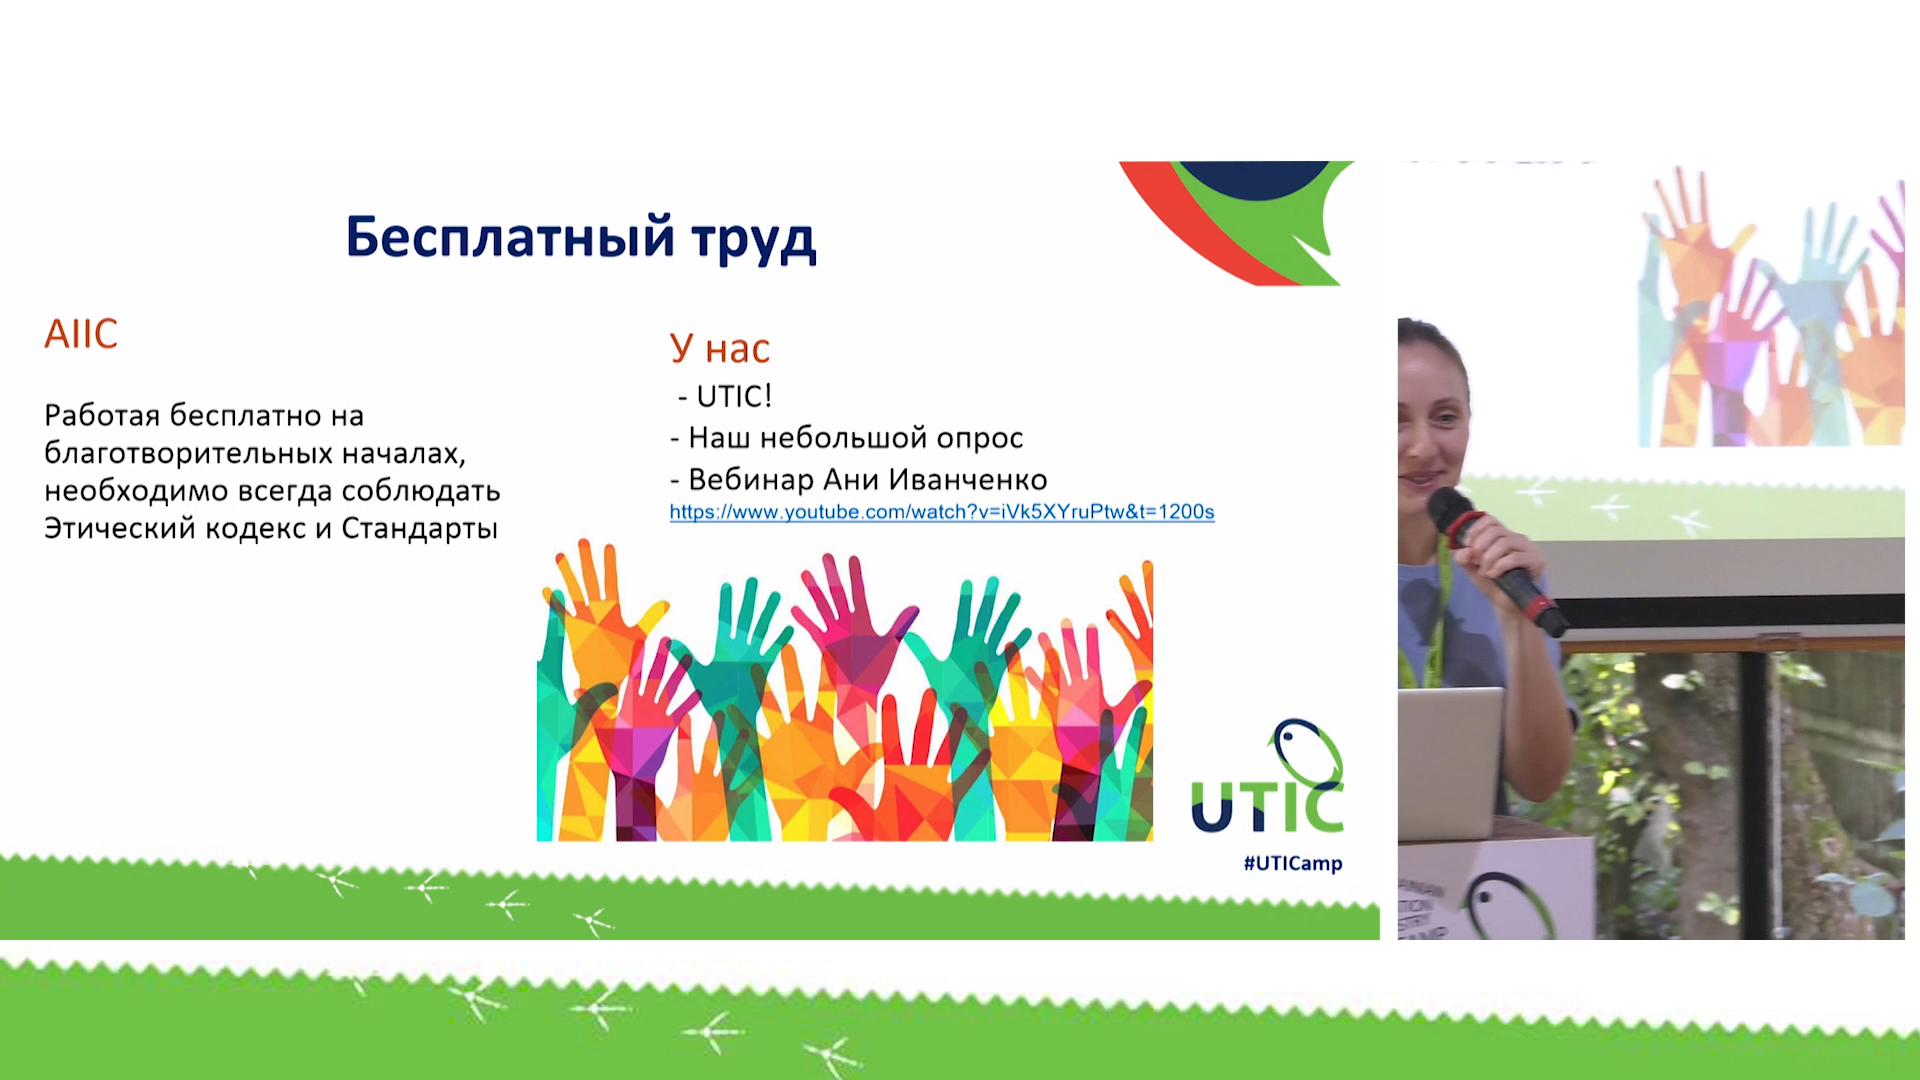 Бесплатный труд
AIIC
Работая бесплатно на
благотворительных началах,
необходимо всегда соблюдать
Этический кодекс и Стандарты
У нас
- UTIC!
- Наш небольшой опрос
- Вебинар Ани Иванченко
https://www.youtube.com/watch?v=iVk5XYruPtw&t=1200s
UTIC
#UTICamp